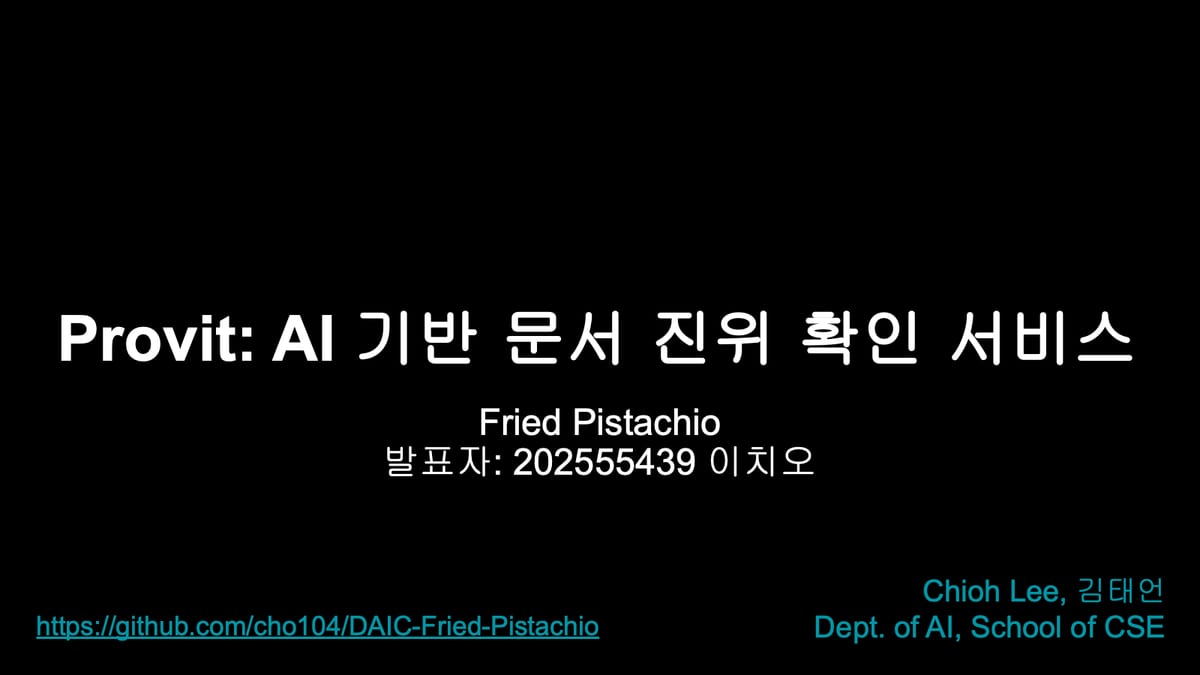 Provit: AI 기반 문서 진위 확인 서비스
Fried Pistachio
발표자: 202555439 이치오
Chioh Lee, 김태언
https://github.com/cho104/DAIC-Fried-Pistachio
Dept. of AI, School of CSE